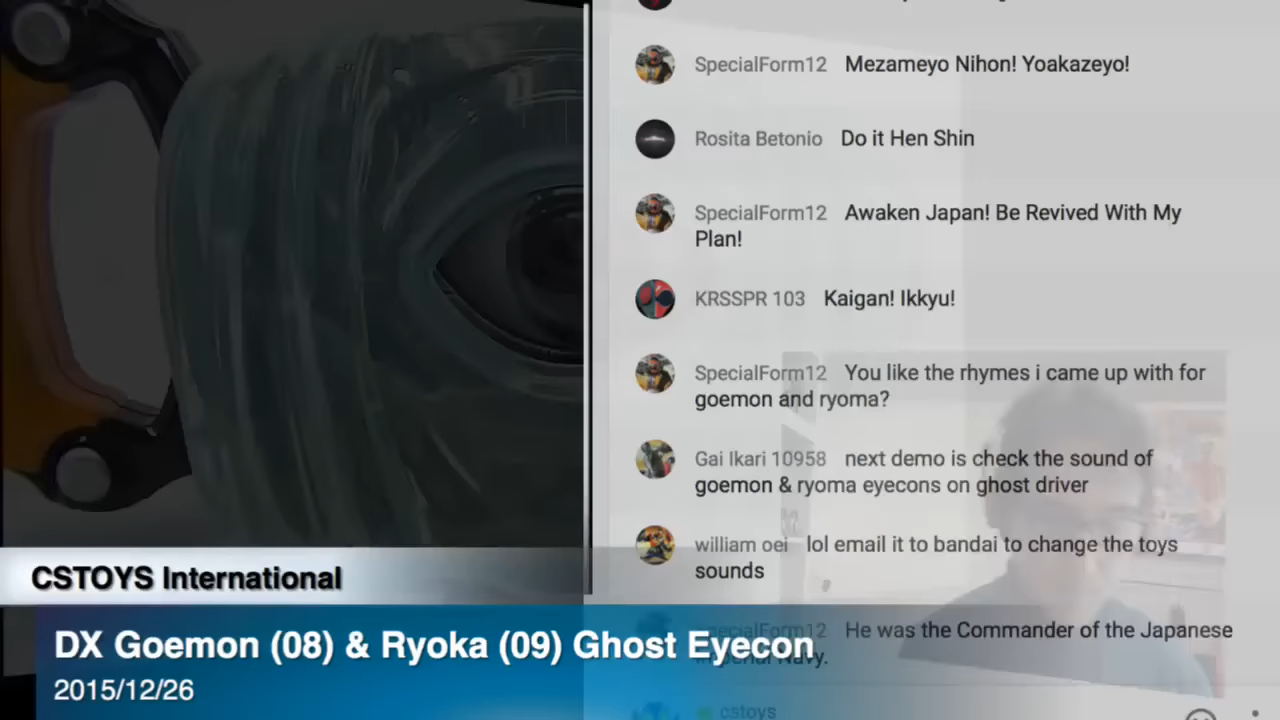 SpecialForm12 Mezameyo Nihon! Yoakazeyo!
Rosita Betonio Do it Hen Shin
SpecialForm12 Awaken Japan! Be Revived With My
Plan!
KRSSPR 103 Kaigan! Ikkyu!
SpecialForm12 You like the rhymes i came up with for
goemon and ryoma?
Gai Ikari 10958 next demo is check the sound of
goemon & ryoma eyecons on ghost driver
william oei lol email it to bandai to change the toys
sounds
SpecialForm12 He was the Commander of the Japanese
Imperial Navy.
cstoys
CSTOYS International
DX Goemon (08) & Ryoka (09) Ghost Eyecon
2015/12/26